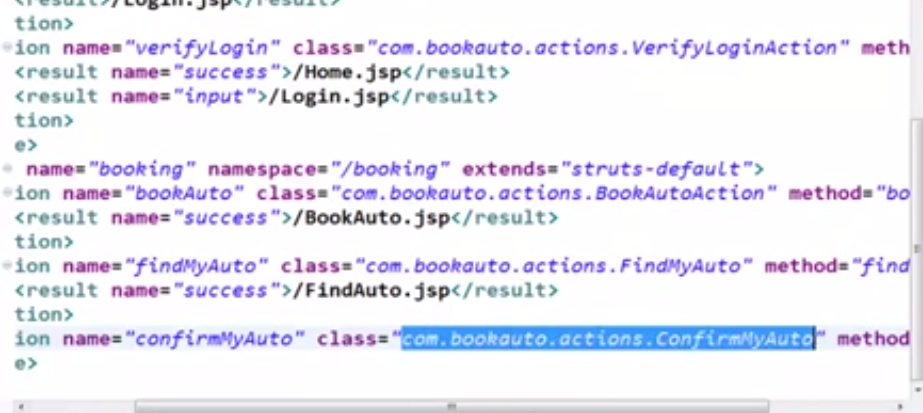 <result>/Login.jsp</result>
tion>
ion name="verifyLogin" class="com.bookauto.actions.VerifyLoginAction" meth
<result name="success">/Home.jsp</result>
<result name="input">/Login.jsp</result>
tion>
e>
name="booking" namespace="/booking" extends="struts-default">
ion name="bookAuto" class="com.bookauto.actions.BookAutoAction" method="bo
<result name="success">/BookAuto.jsp</result>
tion>
ion name="findMyAuto" class="com.bookauto.actions.FindMyAuto" method="find
<result name="success">/FindAuto.jsp</result>
tion>
ion name="confirmMyAuto" class="com.bookauto.actions.ConfirmMyAuto" method
e>